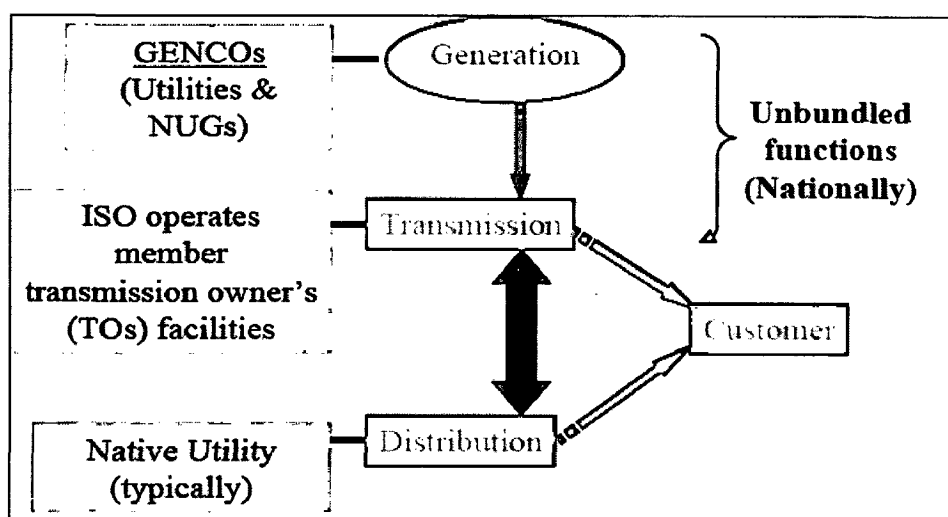 GENCOs
(Utilities &
NUGs)
Generation
Unbundled
functions
(Nationally)
ISO operates
member
transmission owner's
(TOs) facilities
Transmission
Customer
Native Utility
(typically)
Distribution